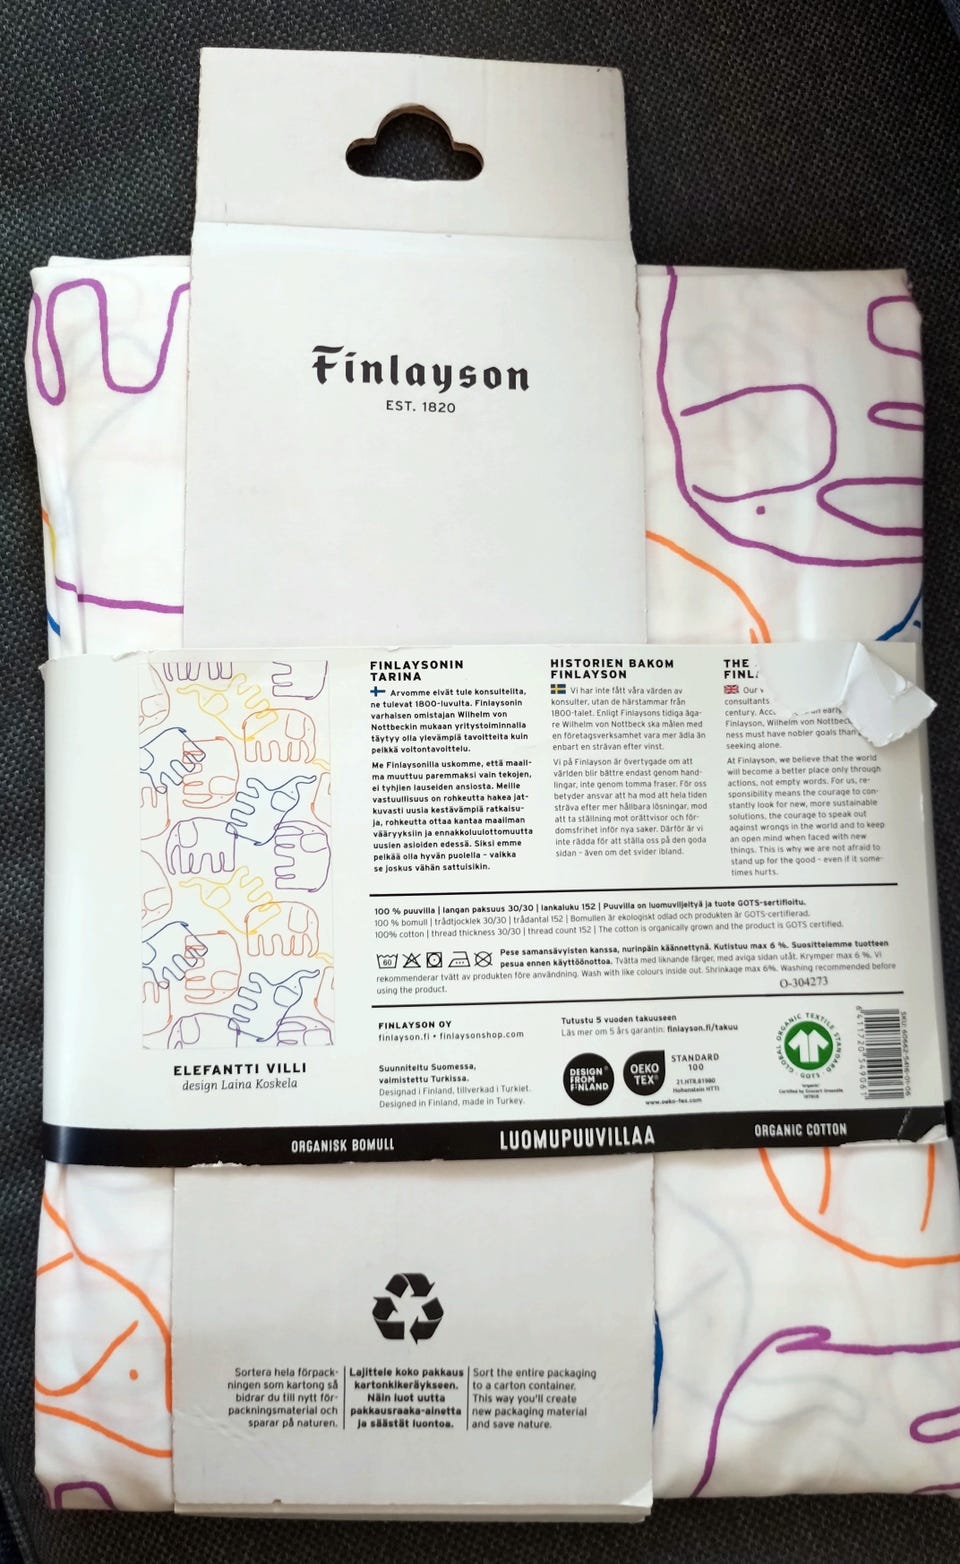 Finlayson
EST. 1820
FINLAYSONIN
TARINA
Arvomme eivät tule konsulteilta,
ne tulevat 1800-luvulta. Finlaysonin
varhaisen omistajan Wilhelm von
Nottbeckin mukaan yritystoiminnalla
täytyy olla ylevämpiä tavoitteita kuin
pelkkä voitontavoittelu.
Me Finlaysonilla uskomme, että maail-
ma muuttuu paremmaksi vain tekojen,
ei tyhjien lauseiden ansiosta. Meille
vastuullisuus on rohkeutta hakea jat-
kuvasti uusia kestävämpiä ratkaisu-
ja, rohkeutta ottaa kantaa maailman
vääryyksiin ja ennakkoluulottomuutta
uusien asioiden edessä. Siksi emme
pelkää olla hyvän puolella – vaikka
se joskus vähän sattuisikin.
HISTORIEN BAKOM
FINLAYSON
Vi har inte fått våra värden av
konsulter, utan de härstammar från
1800-talet. Enligt Finlaysons tidiga äga-
re Wilhelm von Nottbeck ska målen med
en företagsverksamhet vara mer ädla än
enbart en strävan efter vinst.
Vi på Finlayson är övertygade om att
världen blir bättre endast genom hand-
lingar, inte genom tomma fraser. För oss
betyder ansvar att ha mod att hela tiden
sträva efter mer hållbara lösningar, mod
att ta ställning mot orättvisor och för-
domsfrihet inför nya saker. Därför är vi
inte rädda för att ställa oss på den goda
sidan – även om det svider ibland.
THE
FINL
Our v
consultants
century. Acc early
Finlayson, Wilhelm von Nottbec
ness must have nobler goals than
seeking alone.
At Finlayson, we believe that the world
will become a better place only through
actions, not empty words. For us, re-
sponsibility means the courage to con-
stantly look for new, more sustainable
solutions, the courage to speak out
against wrongs in the world and to keep
an open mind when faced with new
things. This is why we are not afraid to
stand up for the good – even if it some-
times hurts.
100 % puuvilla | langan paksuus 30/30 | lankaluku 152 | Puuvilla on luomuviljeltyä ja tuote GOTS-sertifioitu.
100 % bomull | trådtjocklek 30/30 | trådantal 152 | Bomullen är ekologiskt odlad och produkten är GOTS-certifierad.
100% cotton | thread thickness 30/30 | thread count 152 | The cotton is organically grown and the product is GOTS certified.
60
Pese samansävyisten kanssa, nurinpäin käännettynä. Kutistuu max 6 %. Suosittelemme tuotteen
pesua ennen käyttöönottoa. Tvätta med liknande färger, med aviga sidan utåt. Krymper max 6 %. Vi
rekommenderar tvätt av produkten före användning. Wash with like colours inside out. Shrinkage max 6%. Washing recommended before
using the product.
O-304273
FINLAYSON OY
finlayson.fi • finlaysonshop.com
Suunniteltu Suomessa,
valmistettu Turkissa.
Designad i Finland, tillverkad i Turkiet.
Designed in Finland, made in Turkey.
Tutustu 5 vuoden takuuseen
Läs mer om 5 års garantin: finlayson.fi/takuu
DESIGN
FROM
FINLAND
OEKO
TEX®
STANDARD
100
21.HTR.81980
Hohenstein HTTI
www.oeko-tex.com
GLOBAL ORGANIC TEXTILE STANDARD
GOTS
ELEFANTTI VILLI
design Laina Koskela
ORGANISK BOMULL
LUOMUPUUVILLAA
ORGANIC COTTON
Sortera hela förpack-
ningen som kartong så
bidrar du till nytt för-
packningsmaterial och
sparar på naturen.
Lajittele koko pakkaus
kartonkikeräykseen.
Näin luot uutta
pakkausraaka-ainetta
ja säästät luontoa.
Sort the entire packaging
to a carton container.
This way you'll create
new packaging material
and save nature.